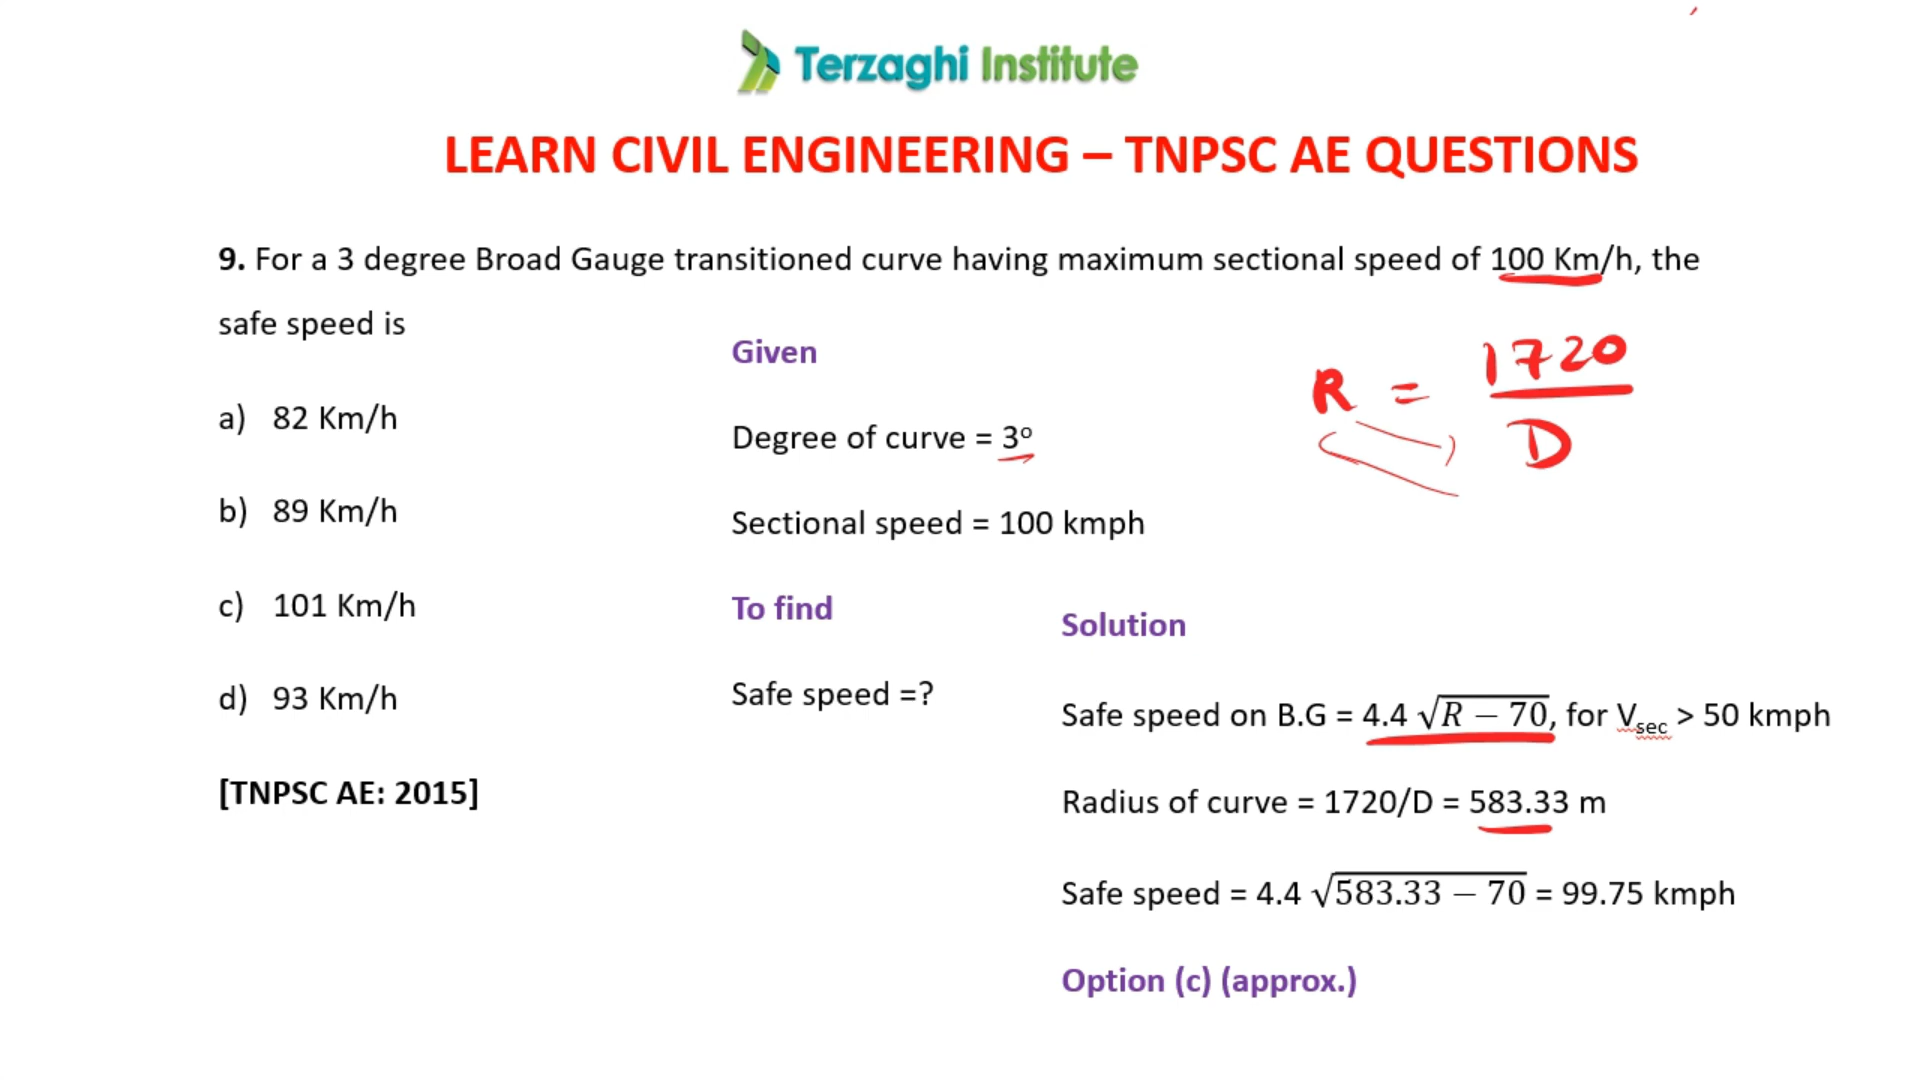 Terzaghi Institute
LEARN CIVIL ENGINEERING – TNPSC AE QUESTIONS
9. For a 3 degree Broad Gauge transitioned curve having maximum sectional speed of 100 Km/h, the
safe speed is
a) 82 Km/h
b) 89 Km/h
c) 101 Km/h
d) 93 Km/h
[TNPSC AE: 2015]
Given
Degree of curve = 3°
Sectional speed = 100 kmph
To find
Safe speed =?
R = 1720/D
Solution
Safe speed on B.G = 4.4 √(R − 70), for Vsec > 50 kmph
Radius of curve = 1720/D = 583.33 m
Safe speed = 4.4 √(583.33 − 70) = 99.75 kmph
Option (c) (approx.)